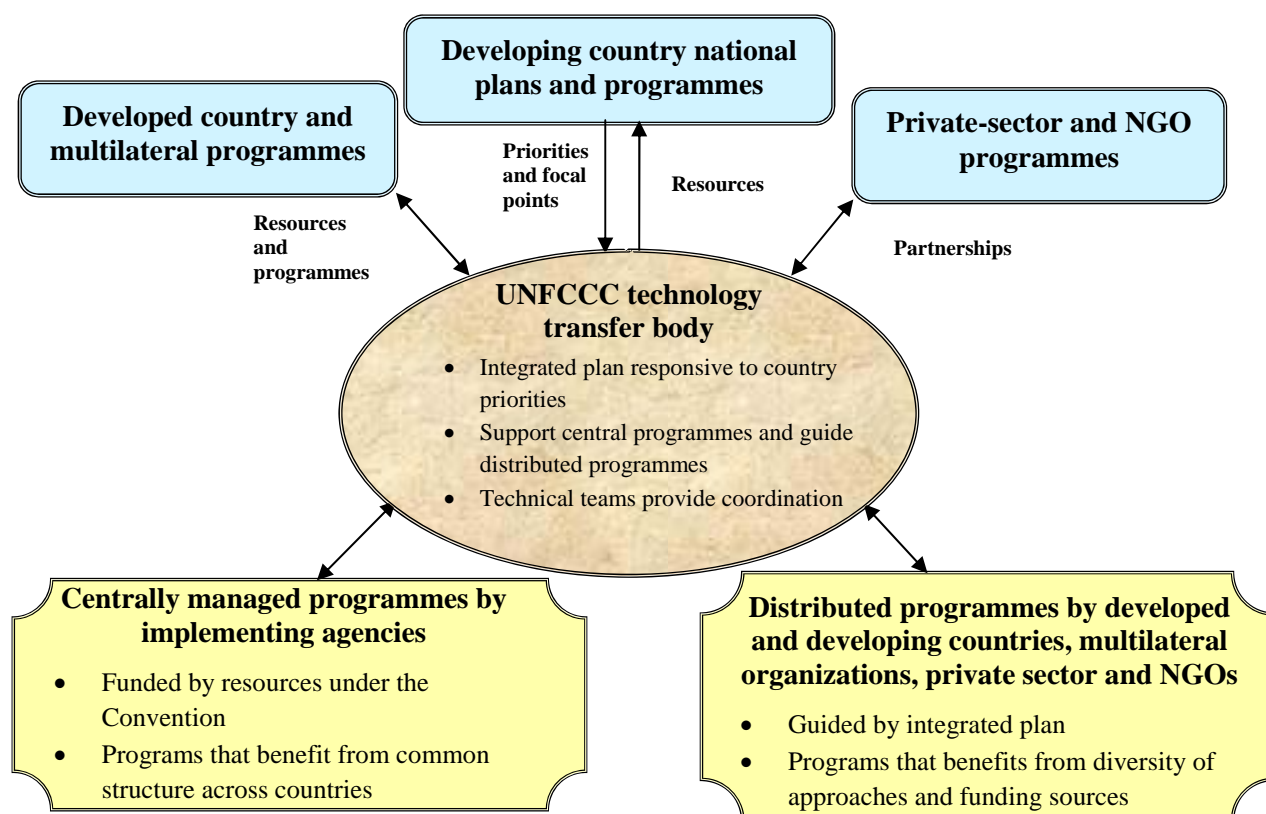 Developing country national
plans and programmes
Developed country and
multilateral programmes
Private-sector and NGO
programmes
Priorities
and focal
points
Resources
Resources
and
programmes
Partnerships
UNFCCC technology
transfer body
• Integrated plan responsive to country
priorities
• Support central programmes and guide
distributed programmes
• Technical teams provide coordination
Centrally managed programmes by
implementing agencies
• Funded by resources under the
Convention
• Programs that benefit from common
structure across countries
Distributed programmes by developed
and developing countries, multilateral
organizations, private sector and NGOs
• Guided by integrated plan
• Programs that benefits from diversity of
approaches and funding sources